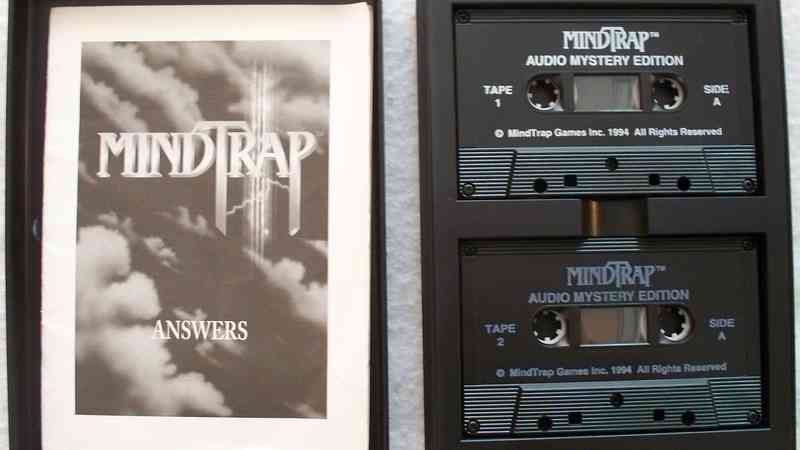 MINDTRAP
ANSWERS
MINDTRAP™
AUDIO MYSTERY EDITION
TAPE 1
SIDE A
© MindTrap Games Inc. 1994 All Rights Reserved
MINDTRAP™
AUDIO MYSTERY EDITION
TAPE 2
SIDE A
© MindTrap Games Inc. 1994 All Rights Reserved